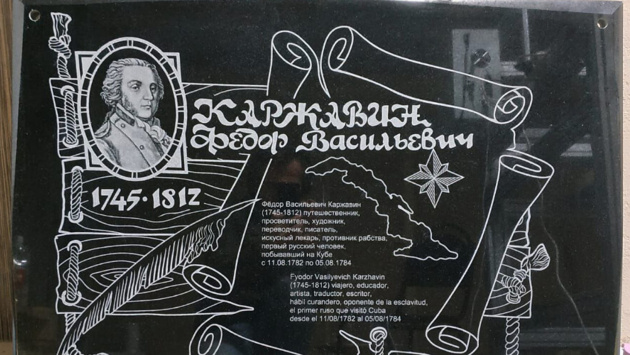 КАРЖАВИН
Фёдор Васильевич
1745-1812
Фёдор Васильевич Каржавин
(1745-1812) путешественник,
просветитель, художник,
переводчик, писатель,
искусный лекарь, противник рабства,
первый русский человек,
побывавший на Кубе
с 11.08.1782 по 05.08.1784
Fyodor Vasilyevich Karzhavin
(1745-1812) viajero, educador,
artista, traductor, escritor,
hábil curandero, oponente de la esclavitud,
el primer ruso que visitó Cuba
desde el 11/08/1782 al 05/08/1784